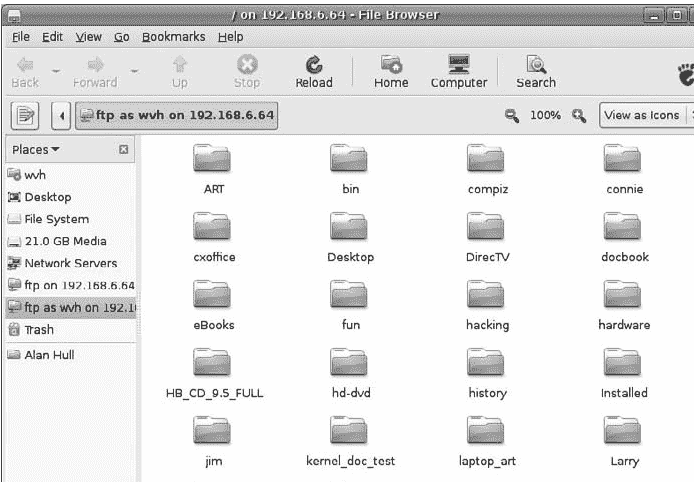 / on 192.168.6.64 - File Browser
File Edit View Go Bookmarks Help
Back Forward Up Stop Reload Home Computer Search
ftp as wvh on 192.168.6.64 100% View as Icons
Places
wvh
Desktop
File System
21.0 GB Media
Network Servers
ftp on 192.168.6.64
ftp as wvh on 192.1
Trash
Alan Hull
ART bin compiz connie
cxoffice Desktop DirecTV docbook
eBooks fun hacking hardware
HB_CD_9.5_FULL hd-dvd history Installed
jim kernel_doc_test laptop_art Larry